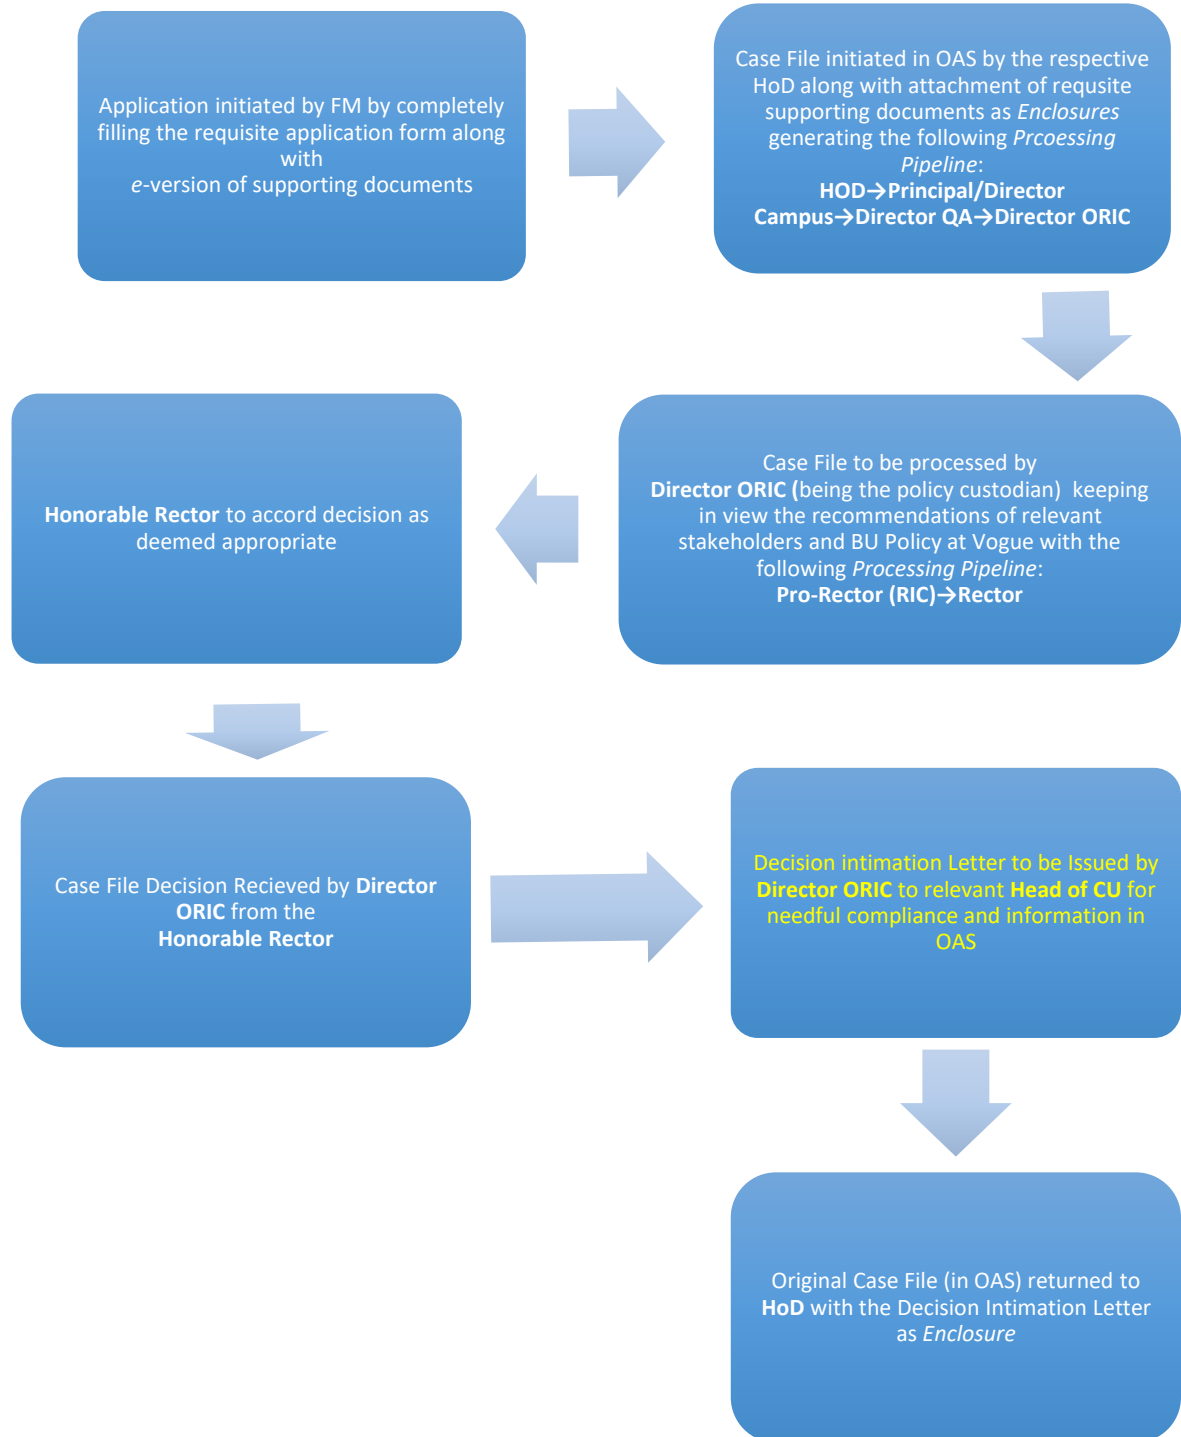 Application initiated by FM by completely
filling the requisite application form along
with
e-version of supporting documents
Case File initiated in OAS by the respective
HoD along with attachment of requsite
supporting documents as Enclosures
generating the following Prcoessing
Pipeline:
HOD→Principal/Director
Campus→Director QA→Director ORIC
Case File to be processed by
Director ORIC (being the policy custodian) keeping
in view the recommendations of relevant
stakeholders and BU Policy at Vogue with the
following Processing Pipeline:
Pro-Rector (RIC)→Rector
Honorable Rector to accord decision as
deemed appropriate
Case File Decision Recieved by Director
ORIC from the
Honorable Rector
Decision intimation Letter to be Issued by
Director ORIC to relevant Head of CU for
needful compliance and information in
OAS
Original Case File (in OAS) returned to
HoD with the Decision Intimation Letter
as Enclosure